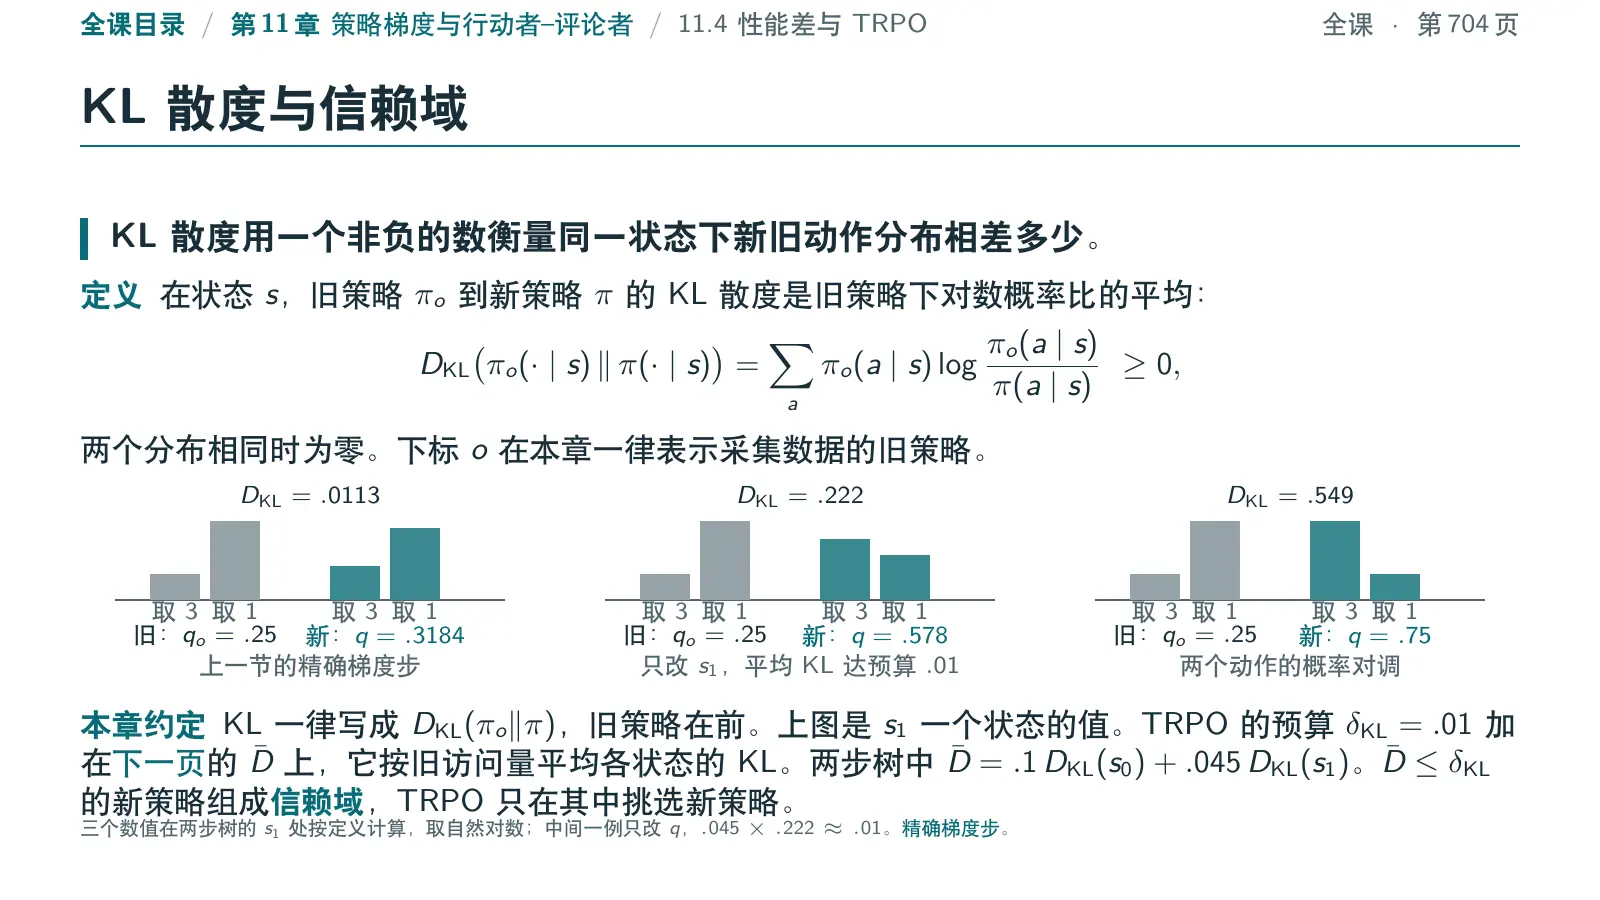 全课目录 / 第 11 章 策略梯度与行动者–评论者 / 11.4 性能差与 TRPO
全课 · 第 704 页
KL 散度与信赖域
KL 散度用一个非负的数衡量同一状态下新旧动作分布相差多少。
定义 在状态 s，旧策略 πₒ 到新策略 π 的 KL 散度是旧策略下对数概率比的平均：
D_KL(πₒ(· | s) ‖ π(· | s)) = ∑_a πₒ(a | s) log πₒ(a | s) / π(a | s) ≥ 0,
两个分布相同时为零。下标 o 在本章一律表示采集数据的旧策略。
D_KL = .0113
取 3 取 1 取 3 取 1
旧：qₒ = .25 新：q = .3184
上一节的精确梯度步
D_KL = .222
取 3 取 1 取 3 取 1
旧：qₒ = .25 新：q = .578
只改 s₁，平均 KL 达预算 .01
D_KL = .549
取 3 取 1 取 3 取 1
旧：qₒ = .25 新：q = .75
两个动作的概率对调
本章约定 KL 一律写成 D_KL(πₒ‖π)，旧策略在前。上图是 s₁ 一个状态的值。TRPO 的预算 δ_KL = .01 加
在下一页的 D̄ 上，它按旧访问量平均各状态的 KL。两步树中 D̄ = .1 D_KL(s₀) + .045 D_KL(s₁)。D̄ ≤ δ_KL
的新策略组成信赖域，TRPO 只在其中挑选新策略。
三个数值在两步树的 s₁ 处按定义计算，取自然对数；中间一例只改 q，.045 × .222 ≈ .01。精确梯度步。